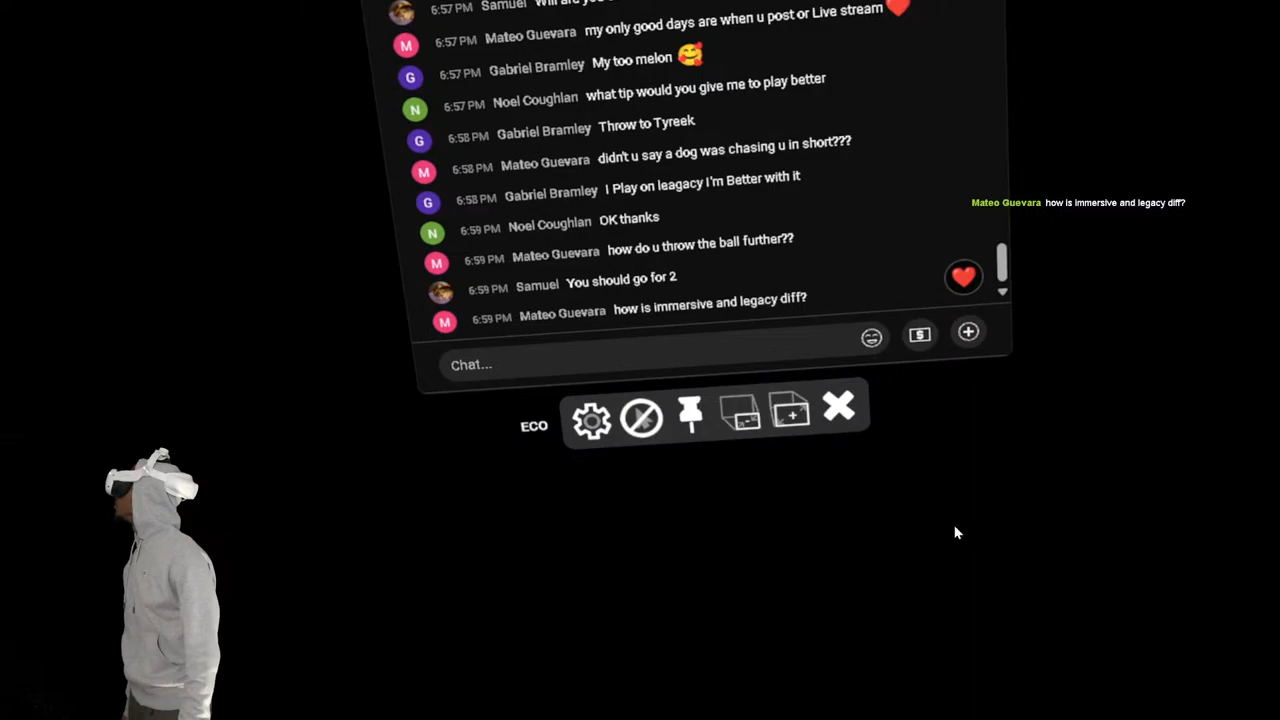 6:57 PM Samuel
6:57 PM Mateo Guevara my only good days are when u post or Live stream
6:57 PM Gabriel Bramley My too melon
6:57 PM Noel Coughlan what tip would you give me to play better
6:58 PM Gabriel Bramley Throw to Tyreek
6:58 PM Mateo Guevara didn't u say a dog was chasing u in short???
6:58 PM Gabriel Bramley I Play on leagacy I'm Better with it
6:59 PM Noel Coughlan OK thanks
6:59 PM Mateo Guevara how do u throw the ball further??
6:59 PM Samuel You should go for 2
6:59 PM Mateo Guevara how is immersive and legacy diff?
Chat...
ECO
Mateo Guevara how is immersive and legacy diff?
M
G
N
G
M
G
N
M
M